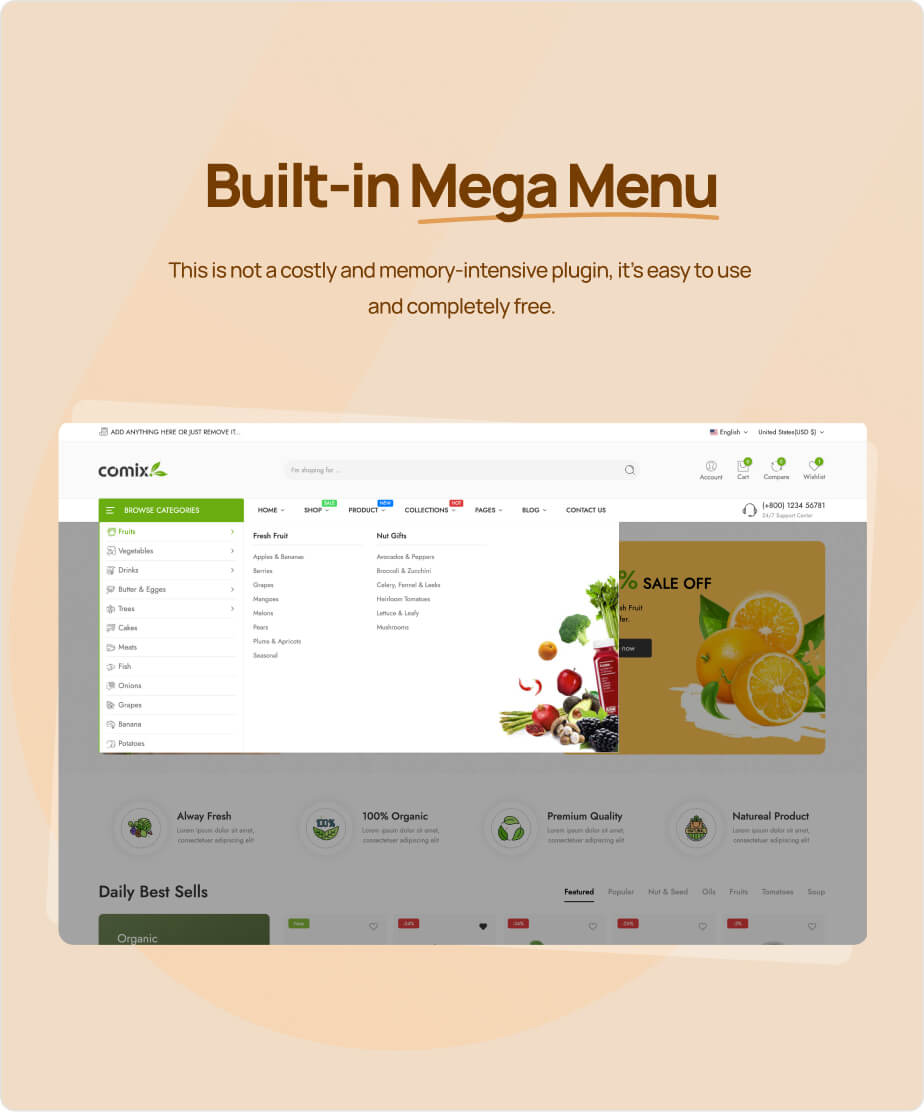 Built-in Mega Menu
This is not a costly and memory-intensive plugin, it's easy to use
and completely free.
ADD ANYTHING HERE OR JUST REMOVE IT...
English
United States(USD $)
comix
I'm shoping for ...
0
0
1
Account
Cart
Compare
Wishlist
BROWSE CATEGORIES
HOME
SHOP
SALE
PRODUCT
NEW
COLLECTIONS
HOT
PAGES
BLOG
CONTACT US
(+800) 1234 56781
24/7 Support Center
Fruits
Vegetables
Drinkz
Butter & Egges
Trees
Cakes
Meats
Fish
Onions
Grapes
Banana
Potatoes
Fresh Fruit
Apples & Bananas
Berries
Grapes
Mangoes
Melons
Pears
Plums & Apricots
Seasonal
Nut Gifts
Avocados & Peppers
Broccoli & Zucchini
Celery, Fennel & Leeks
Heirloom Tomatoes
Lettuce & Leafy
Mushrooms
% SALE OFF
sh Fruit
fer.
now
Alway Fresh
Lorem ipsum dolor sit amet,
consectetuer adipiscing elit
100%
100% Organic
Lorem ipsum dolor sit amet,
consectetuer adipiscing elit
Premium Quality
Lorem ipsum dolor sit amet,
consectetuer adipiscing elit
Natureal Product
Lorem ipsum dolor sit amet,
consectetuer adipiscing elit
Daily Best Sells
Featured
Populer
Nut & Seed
Oils
Fruits
Tomatoes
Soup
Organic
New
-24%